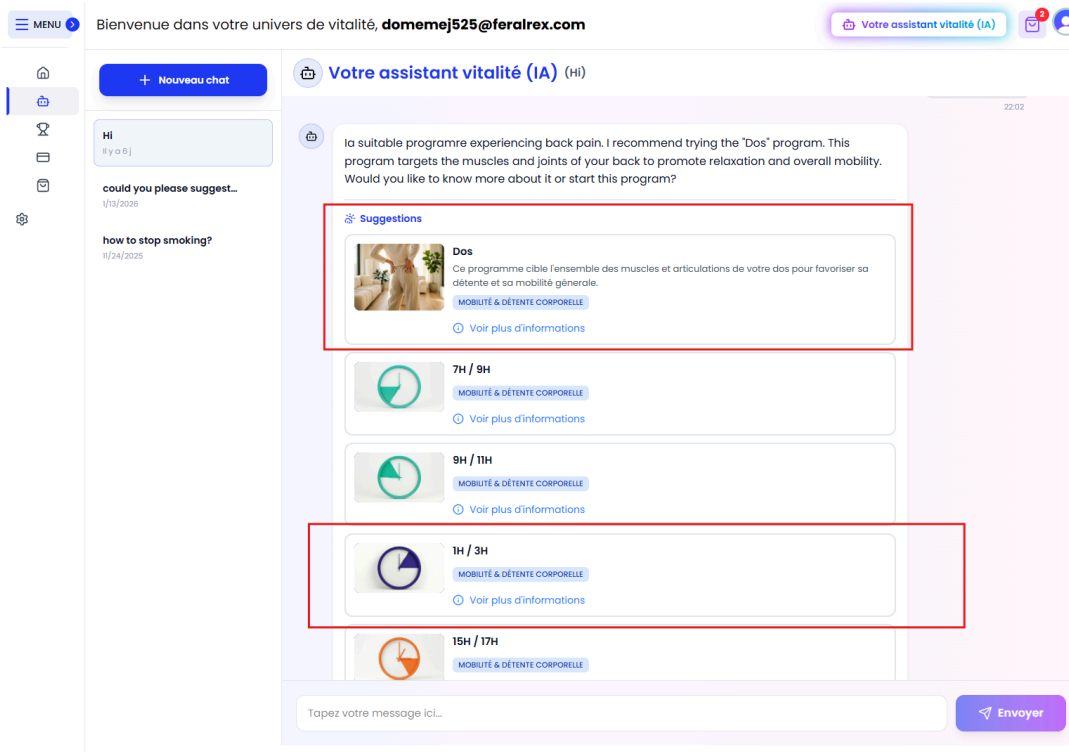 MENU
Bienvenue dans votre univers de vitalité, domemej525@feralrex.com
Votre assistant vitalité (IA)
2
Nouveau chat
Votre assistant vitalité (IA) (Hi)
Hi
il y a 6 j
could you please suggest...
1/13/2026
how to stop smoking?
11/24/2025
22:02
Ia suitable programre experiencing back pain. I recommend trying the "Dos" program. This
program targets the muscles and joints of your back to promote relaxation and overall mobility.
Would you like to know more about it or start this program?
Suggestions
Dos
Ce programme cible l'ensemble des muscles et articulations de votre dos pour favoriser sa
détente et sa mobilité génerale.
MOBILITÉ & DÉTENTE CORPORELLE
Voir plus d'informations
7H / 9H
MOBILITÉ & DÉTENTE CORPORELLE
Voir plus d'informations
9H / 11H
MOBILITÉ & DÉTENTE CORPORELLE
Voir plus d'informations
1H / 3H
MOBILITÉ & DÉTENTE CORPORELLE
Voir plus d'informations
15H / 17H
MOBILITÉ & DÉTENTE CORPORELLE
Tapez votre message ici...
Envoyer